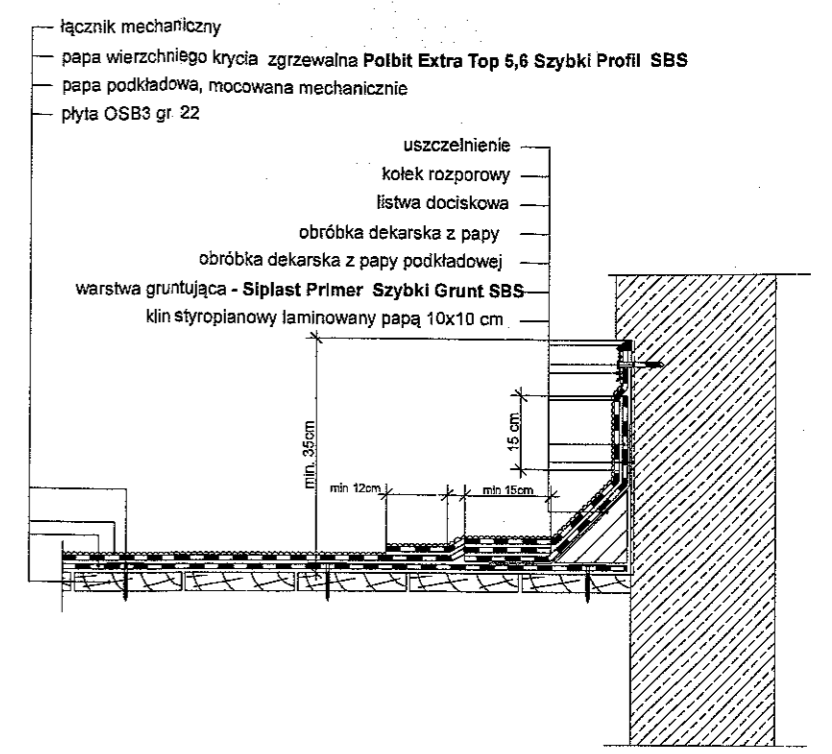 łącznik mechaniczny
papa wierzchniego krycia zgrzewalna Polbit Extra Top 5,6 Szybki Profil SBS
papa podkładowa, mocowana mechanicznie
płyta OSB3 gr. 22
uszczelnienie
kołek rozporowy
listwa dociskowa
obróbka dekarska z papy
obróbka dekarska z papy podkładowej
warstwa gruntująca - Siplast Primer Szybki Grunt SBS
klin styropianowy laminowany papą 10x10 cm
min. 35cm
15 cm
min 12cm
min 15cm